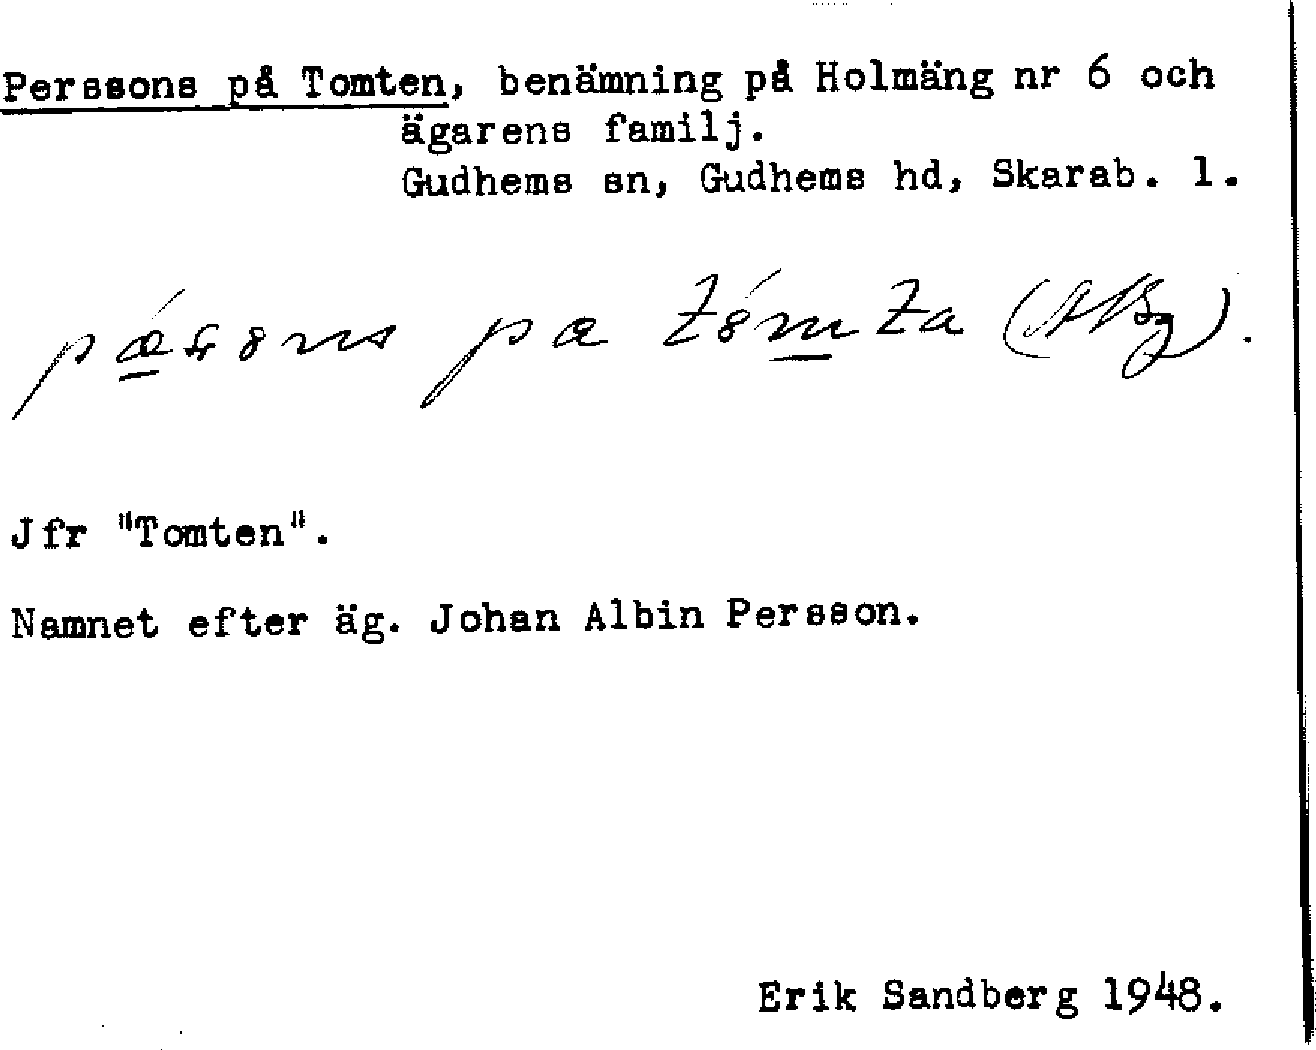 Perssons på Tomten, benämning på Holmäng nr 6 och
ägarens familj.
Gudhems sn, Gudhems hd, Skarab. l.
pa
Jfr "Tomten".
Namnet efter äg. Johan Albin Persson.
Erik Sandberg 1948.